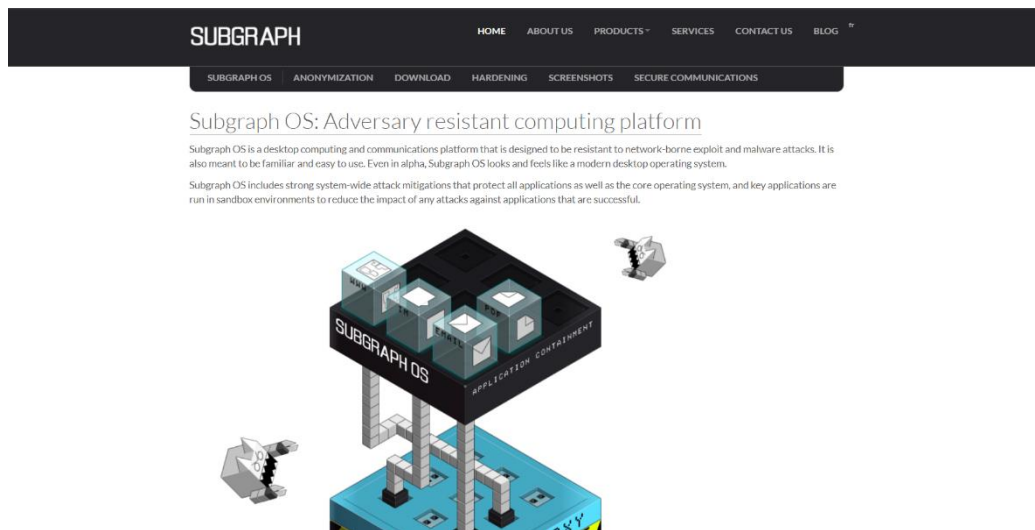 SUBGRAPH
HOME ABOUT US PRODUCTS SERVICES CONTACT US BLOG fr
SUBGRAPH OS ANONYMIZATION DOWNLOAD HARDENING SCREENSHOTS SECURE COMMUNICATIONS
Subgraph OS: Adversary resistant computing platform
Subgraph OS is a desktop computing and communications platform that is designed to be resistant to network-borne exploit and malware attacks. It is
also meant to be familiar and easy to use. Even in alpha, Subgraph OS looks and feels like a modern desktop operating system.
Subgraph OS includes strong system-wide attack mitigations that protect all applications as well as the core operating system, and key applications are
run in sandbox environments to reduce the impact of any attacks against applications that are successful.
WWW
IM
EMAIL
PDF
SUBGRAPH OS
APPLICATION CONTAINMENT